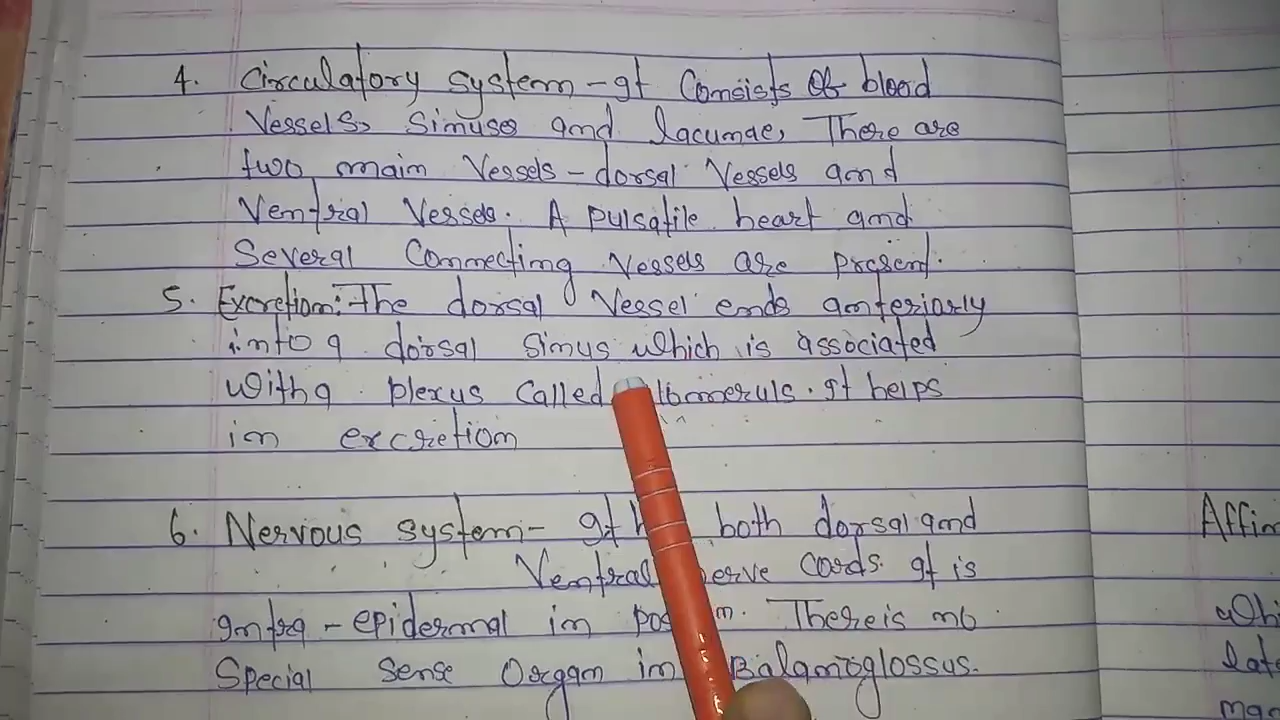 4. Circulatory system - It Consists Of blood
Vessels, Sinuses and lacunae, There are
two main Vessels - dorsal Vessels and
Ventral Vessels. A pulsatile heart and
Several Connecting Vessels are present.
5. Excretion: The dorsal Vessel ends anteriarly
into a dorsal sinus which is associated
with a plexus called It helps
in excretion
6. Nervous system - It both dorsal and
Ventral nerve cords. It is
Intra - epidermal in There is no
Special sense Organ in Balanoglossus.
Affin
whi
late